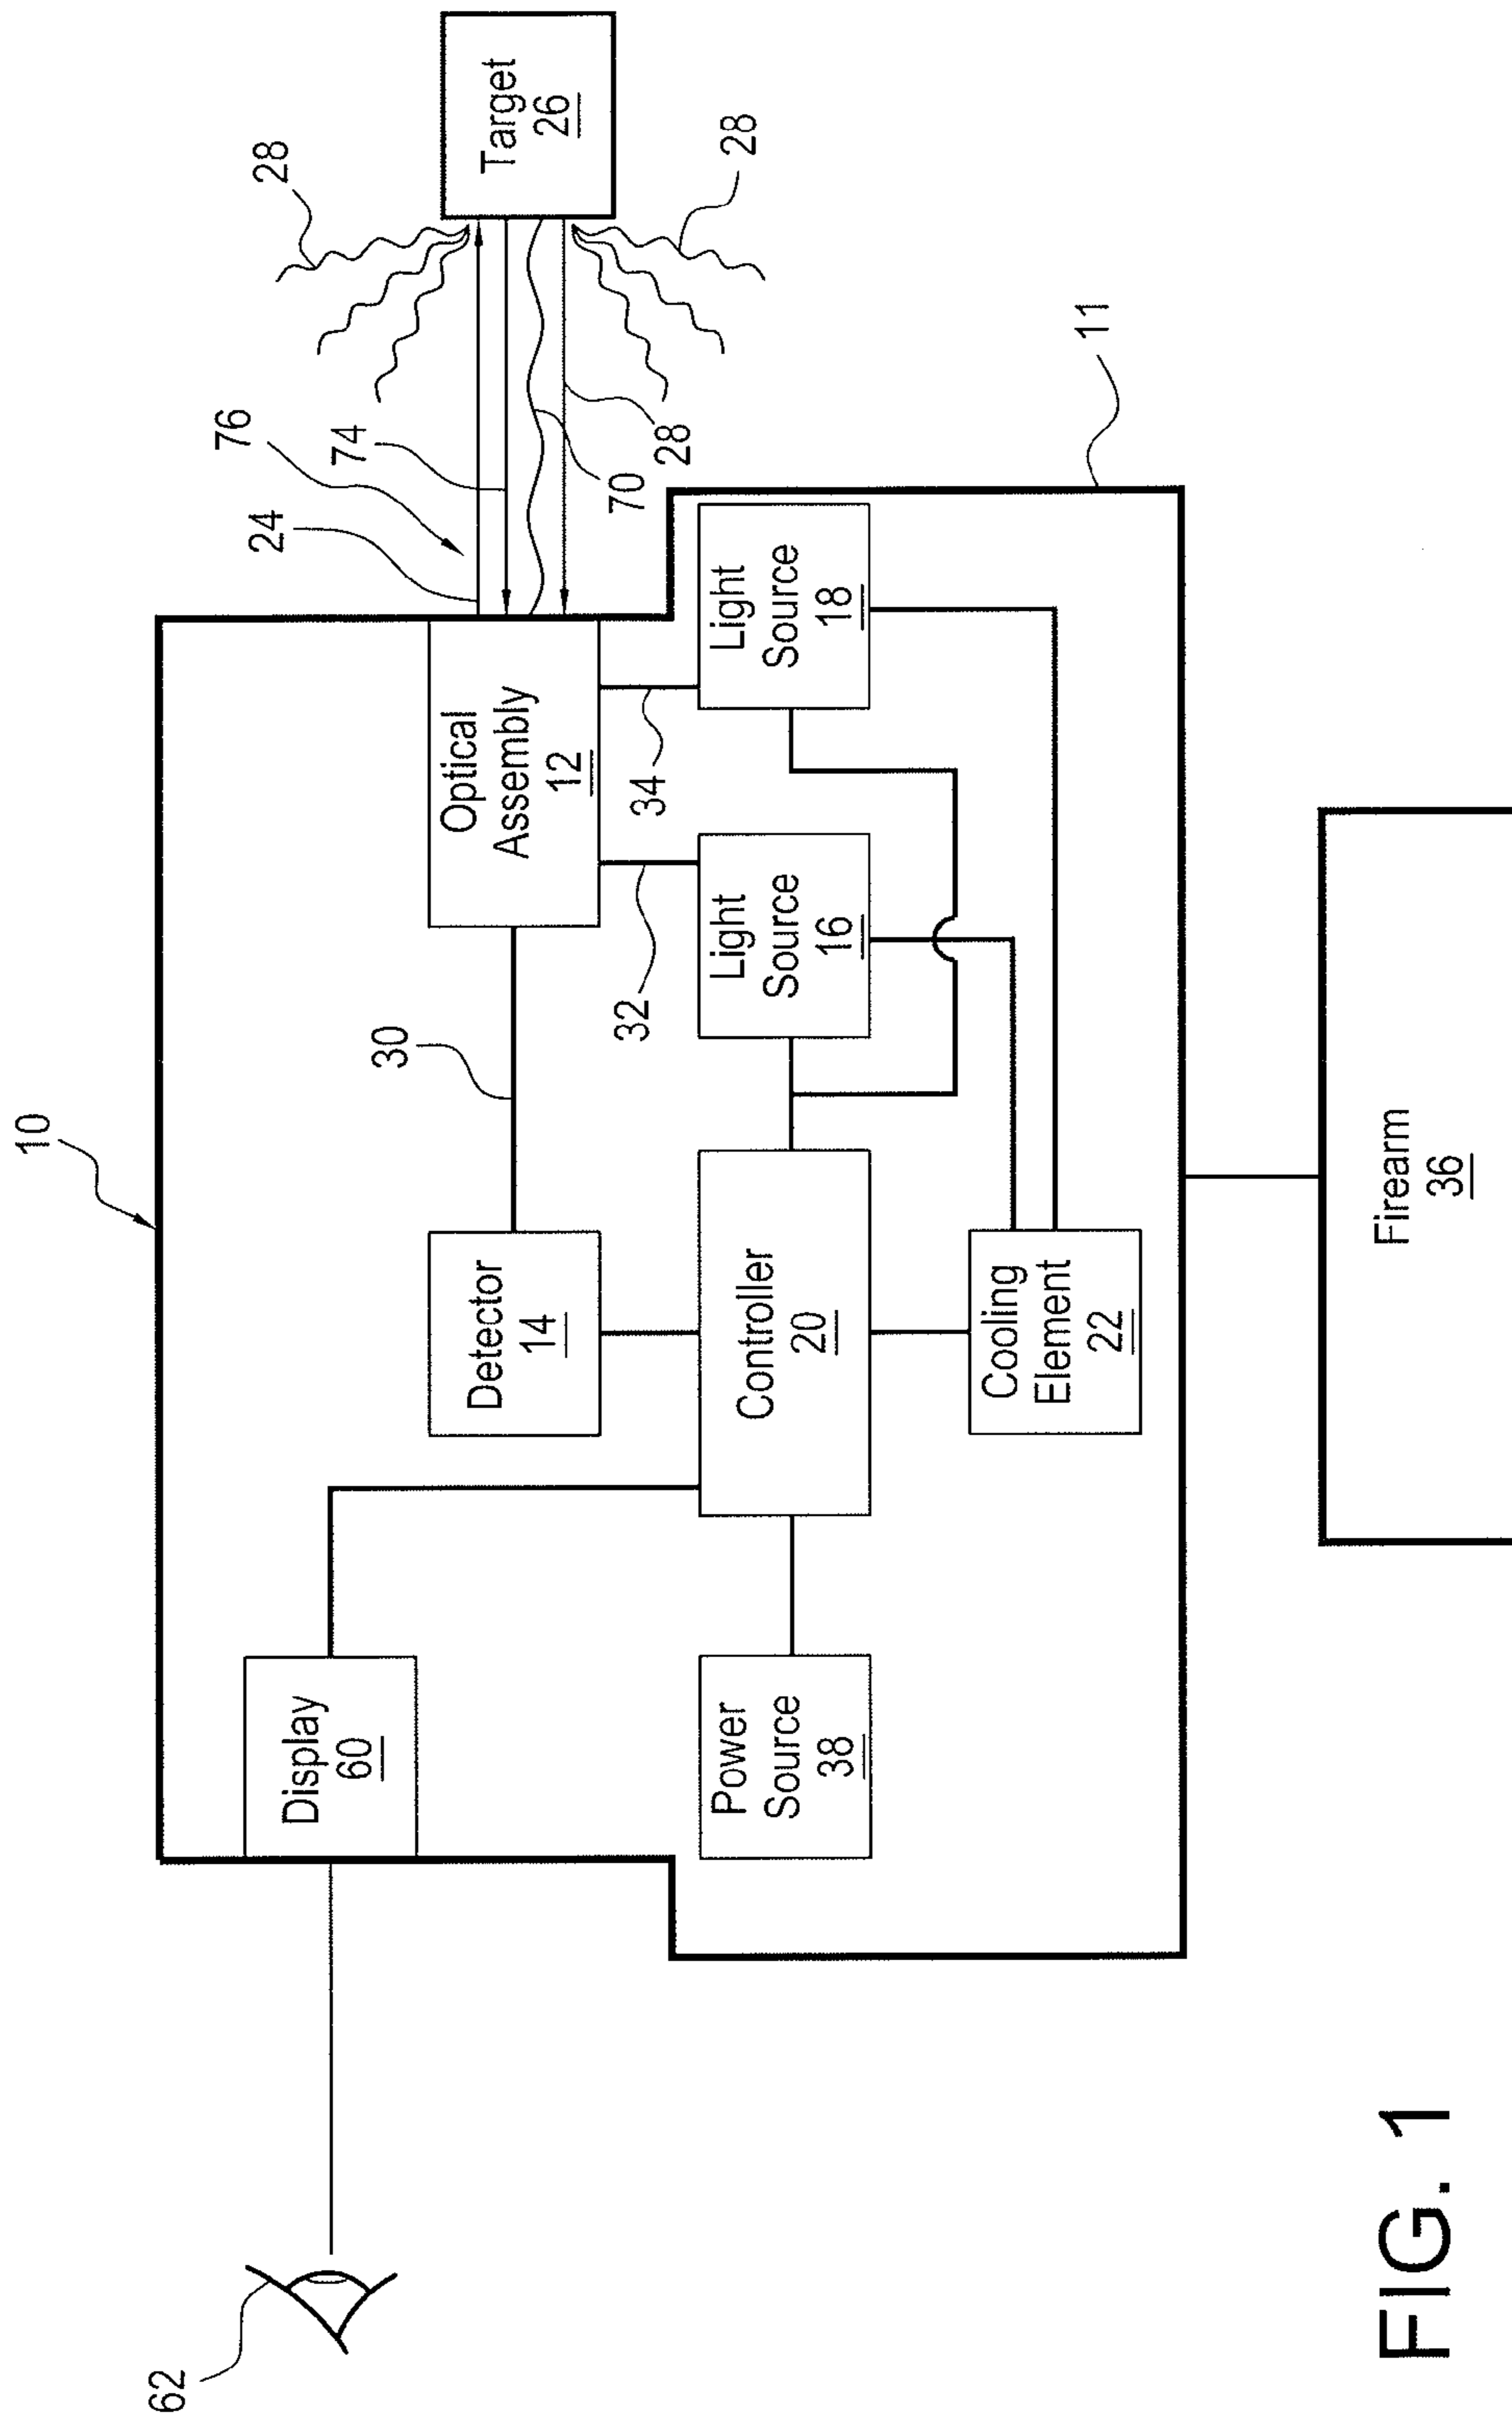 10
62
Display
60
Detector
14
30
Optical
Assembly
12
24
76
74
70
28
28
28
Target
26
Power
Source
38
Controller
20
32
34
Light
Source
16
Light
Source
18
Cooling
Element
22
11
Firearm
36
FIG. 1